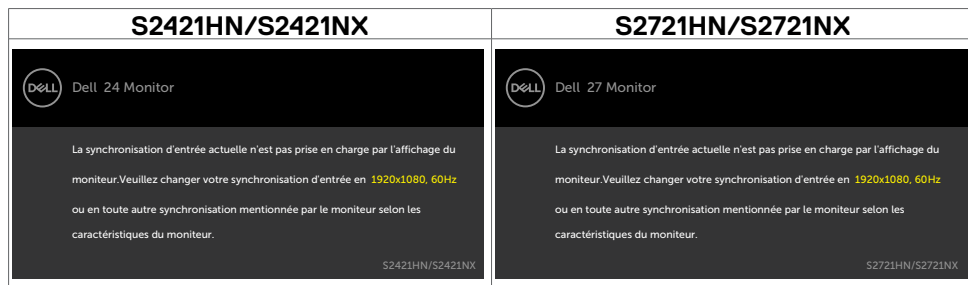 S2421HN/S2421NX
S2721HN/S2721NX
DELL Dell 24 Monitor
La synchronisation d'entrée actuelle n'est pas prise en charge par l'affichage du
moniteur.Veuillez changer votre synchronisation d'entrée en 1920x1080, 60Hz
ou en toute autre synchronisation mentionnée par le moniteur selon les
caractéristiques du moniteur.
S2421HN/S2421NX
DELL Dell 27 Monitor
La synchronisation d'entrée actuelle n'est pas prise en charge par l'affichage du
moniteur.Veuillez changer votre synchronisation d'entrée en 1920x1080, 60Hz
ou en toute autre synchronisation mentionnée par le moniteur selon les
caractéristiques du moniteur.
S2721HN/S2721NX